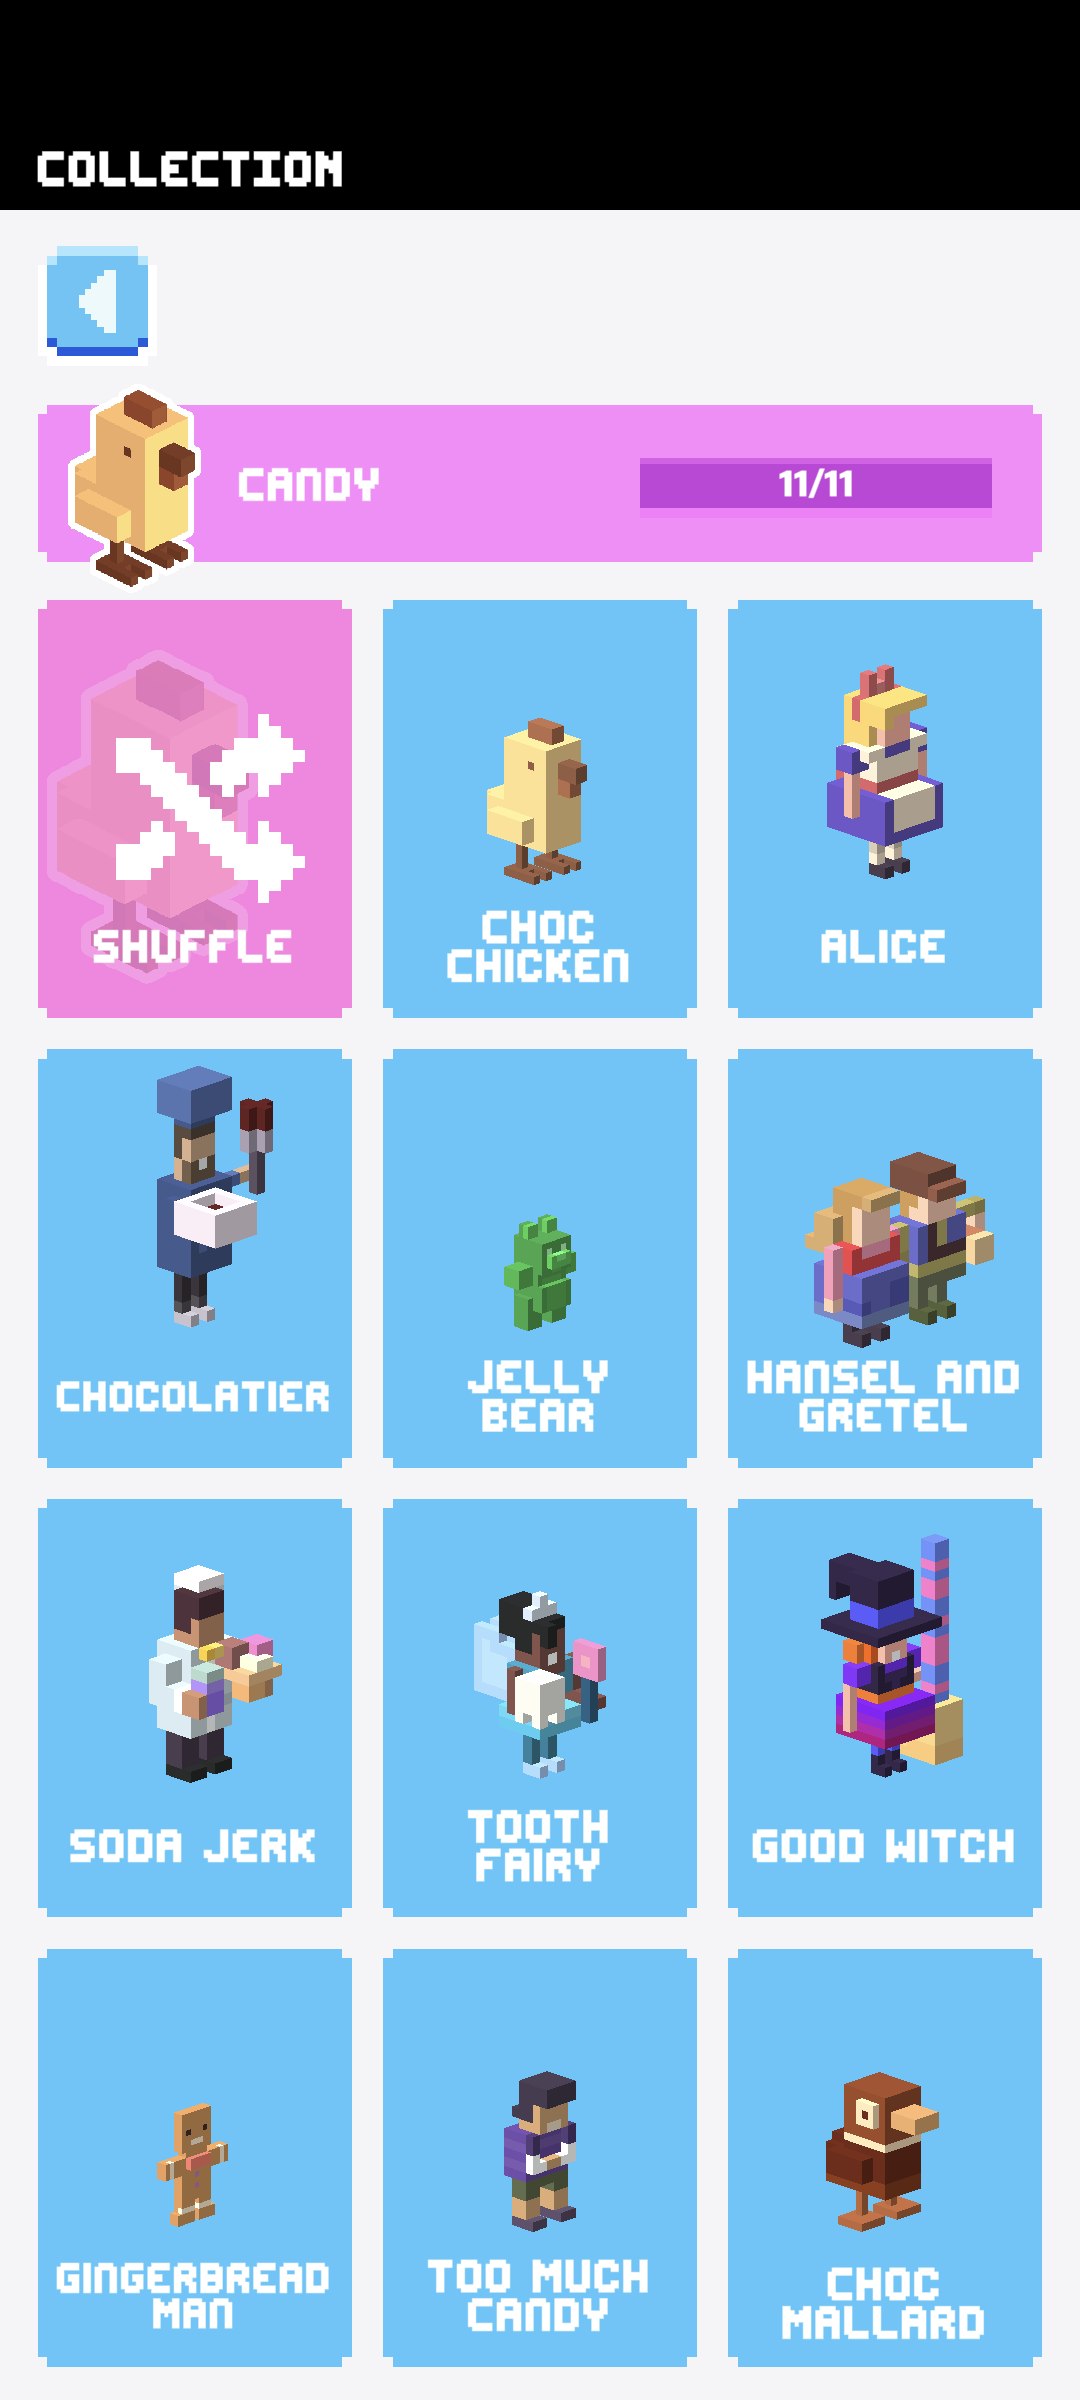 COLLECTION
CANDY
11/11
SHUFFLE
CHOC
CHICKEN
ALICE
CHOCOLATIER
JELLY
BEAR
HANSEL AND
GRETEL
SODA JERK
TOOTH
FAIRY
GOOD WITCH
GINGERBREAD
MAN
TOO MUCH
CANDY
CHOC
MALLARD